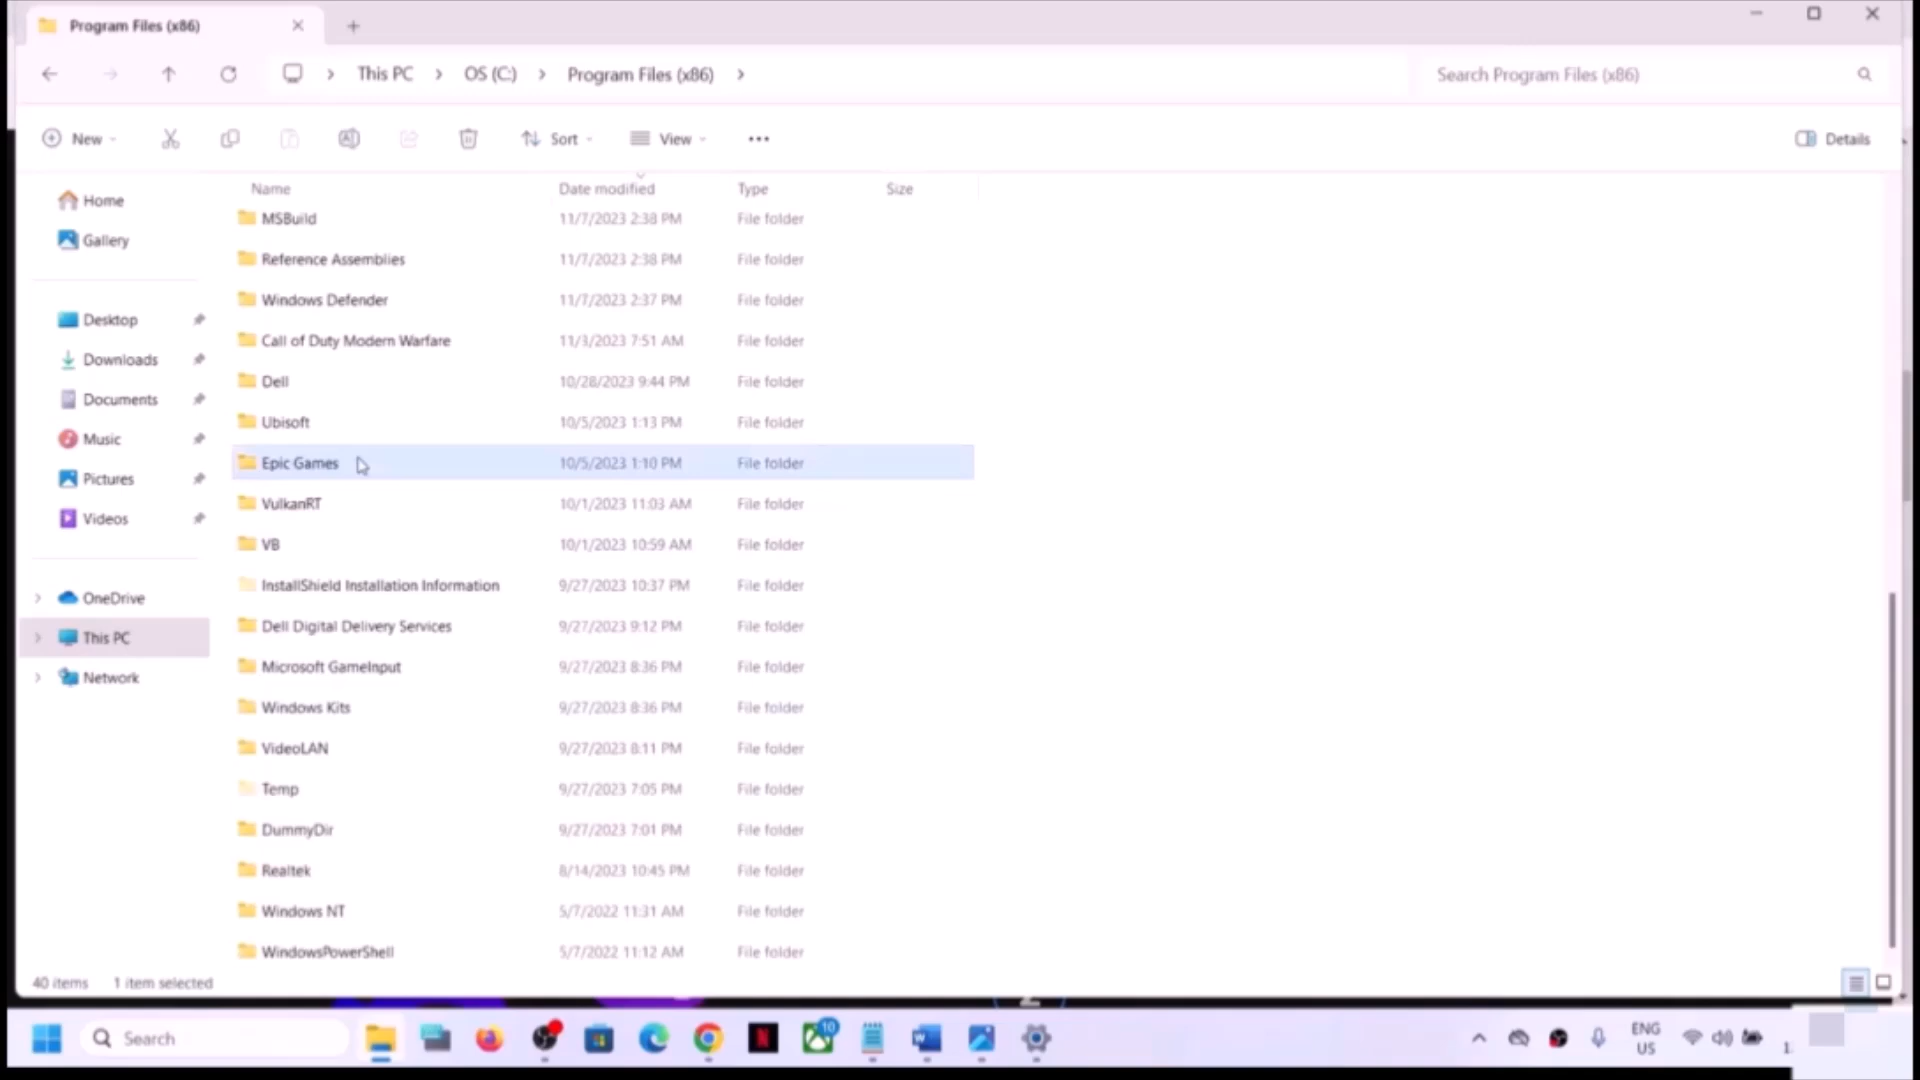 Program Files (x86)
This PC > OS (C:) > Program Files (x86) >
Search Program Files (x86)
New
Sort
View
Details
Name Date modified Type Size
Home
Gallery
Desktop
Downloads
Documents
Music
Pictures
Videos
OneDrive
This PC
Network
MSBuild 11/7/2023 2:38 PM File folder
Reference Assemblies 11/7/2023 2:38 PM File folder
Windows Defender 11/7/2023 2:37 PM File folder
Call of Duty Modern Warfare 11/3/2023 7:51 AM File folder
Dell 10/28/2023 9:44 PM File folder
Ubisoft 10/5/2023 1:13 PM File folder
Epic Games 10/5/2023 1:10 PM File folder
VulkanRT 10/1/2023 11:03 AM File folder
VB 10/1/2023 10:59 AM File folder
InstallShield Installation Information 9/27/2023 10:37 PM File folder
Dell Digital Delivery Services 9/27/2023 9:12 PM File folder
Microsoft GameInput 9/27/2023 8:36 PM File folder
Windows Kits 9/27/2023 8:36 PM File folder
VideoLAN 9/27/2023 8:11 PM File folder
Temp 9/27/2023 7:05 PM File folder
DummyDir 9/27/2023 7:01 PM File folder
Realtek 8/14/2023 10:45 PM File folder
Windows NT 5/7/2022 11:31 AM File folder
WindowsPowerShell 5/7/2022 11:12 AM File folder
40 items 1 item selected
Search
10
ENG
US